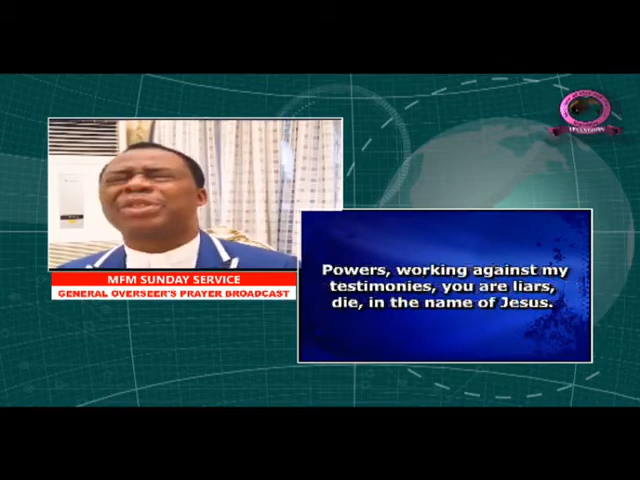 MFM SUNDAY SERVICE
GENERAL OVERSEER'S PRAYER BROADCAST
Powers, working against my
testimonies, you are liars,
die, in the name of Jesus.